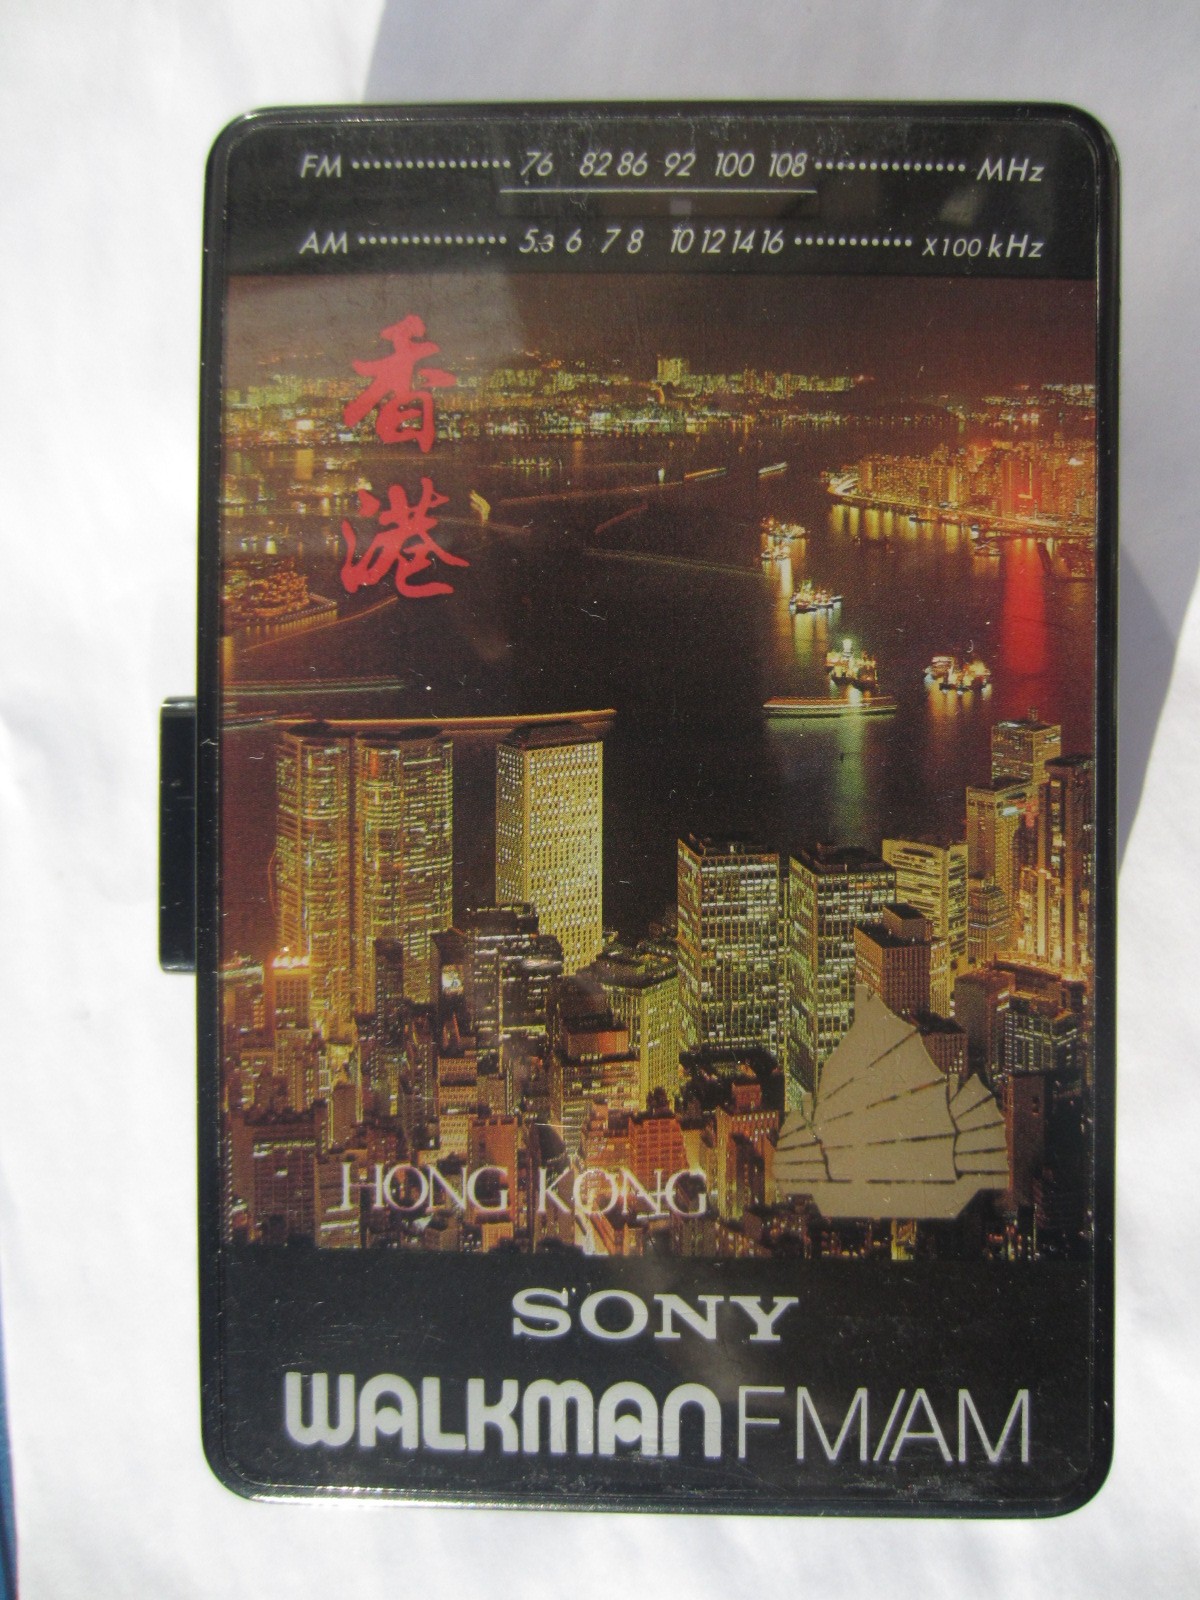 FM 76 82 86 92 100 108 MHz
AM 5.3 6 7 8 10 12 14 16 X100 kHz
香
港
HONG KONG
SONY
WALKMAN FM/AM